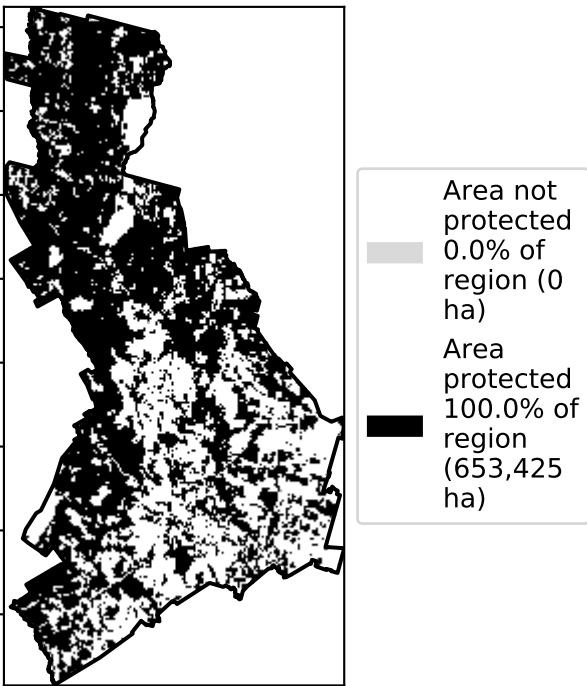 Area not
protected
0.0% of
region (0
ha)
Area
protected
100.0% of
region
(653,425
ha)